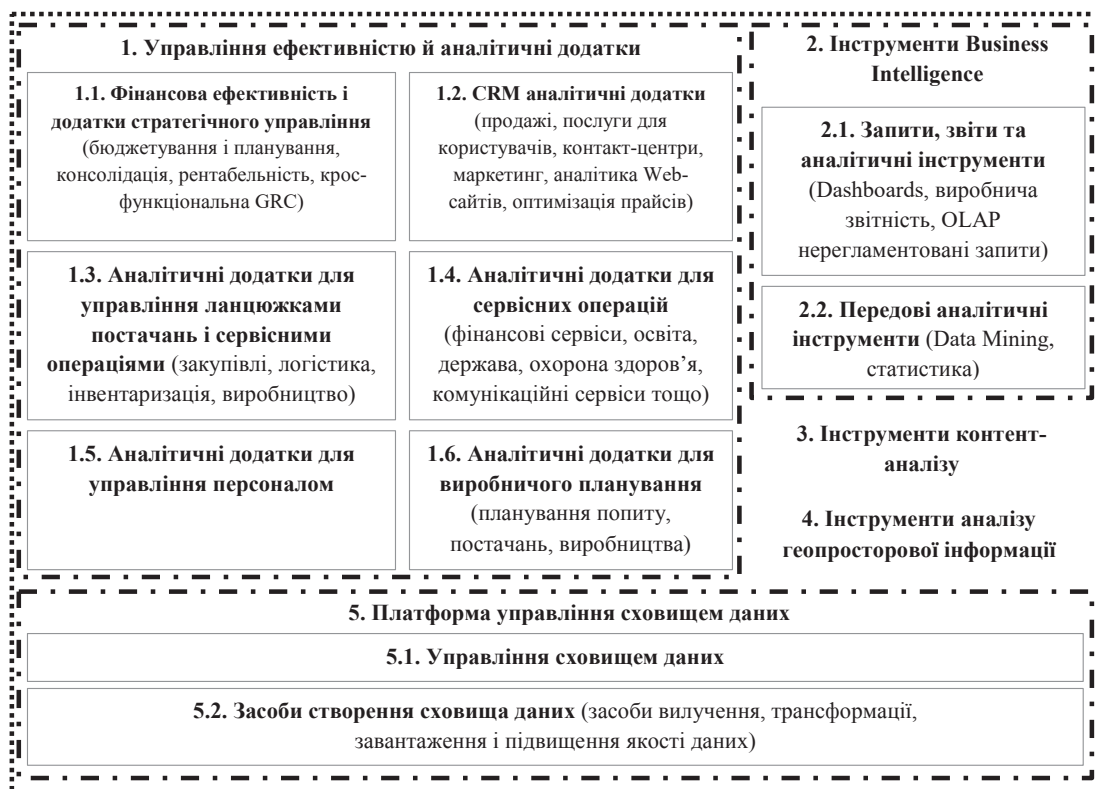 1. Управління ефективністю й аналітичні додатки
1.1. Фінансова ефективність і
додатки стратегічного управління
(бюджетування і планування,
консолідація, рентабельність, крос-
функціональна GRC)
1.2. CRM аналітичні додатки
(продажі, послуги для
користувачів, контакт-центри,
маркетинг, аналітика Web-
сайтів, оптимізація прайсів)
1.3. Аналітичні додатки для
управління ланцюжками
постачань і сервісними
операціями (закупівлі, логістика,
інвентаризація, виробництво)
1.4. Аналітичні додатки для
сервісних операцій
(фінансові сервіси, освіта,
держава, охорона здоров’я,
комунікаційні сервіси тощо)
1.5. Аналітичні додатки для
управління персоналом
1.6. Аналітичні додатки для
виробничого планування
(планування попиту,
постачань, виробництва)
2. Інструменти Business
Intelligence
2.1. Запити, звіти та
аналітичні інструменти
(Dashboards, виробнича
звітність, OLAP
нерегламентовані запити)
2.2. Передові аналітичні
інструменти (Data Mining,
статистика)
3. Інструменти контент-
аналізу
4. Інструменти аналізу
геопросторової інформації
5. Платформа управління сховищем даних
5.1. Управління сховищем даних
5.2. Засоби створення сховища даних (засоби вилучення, трансформації,
завантаження і підвищення якості даних)